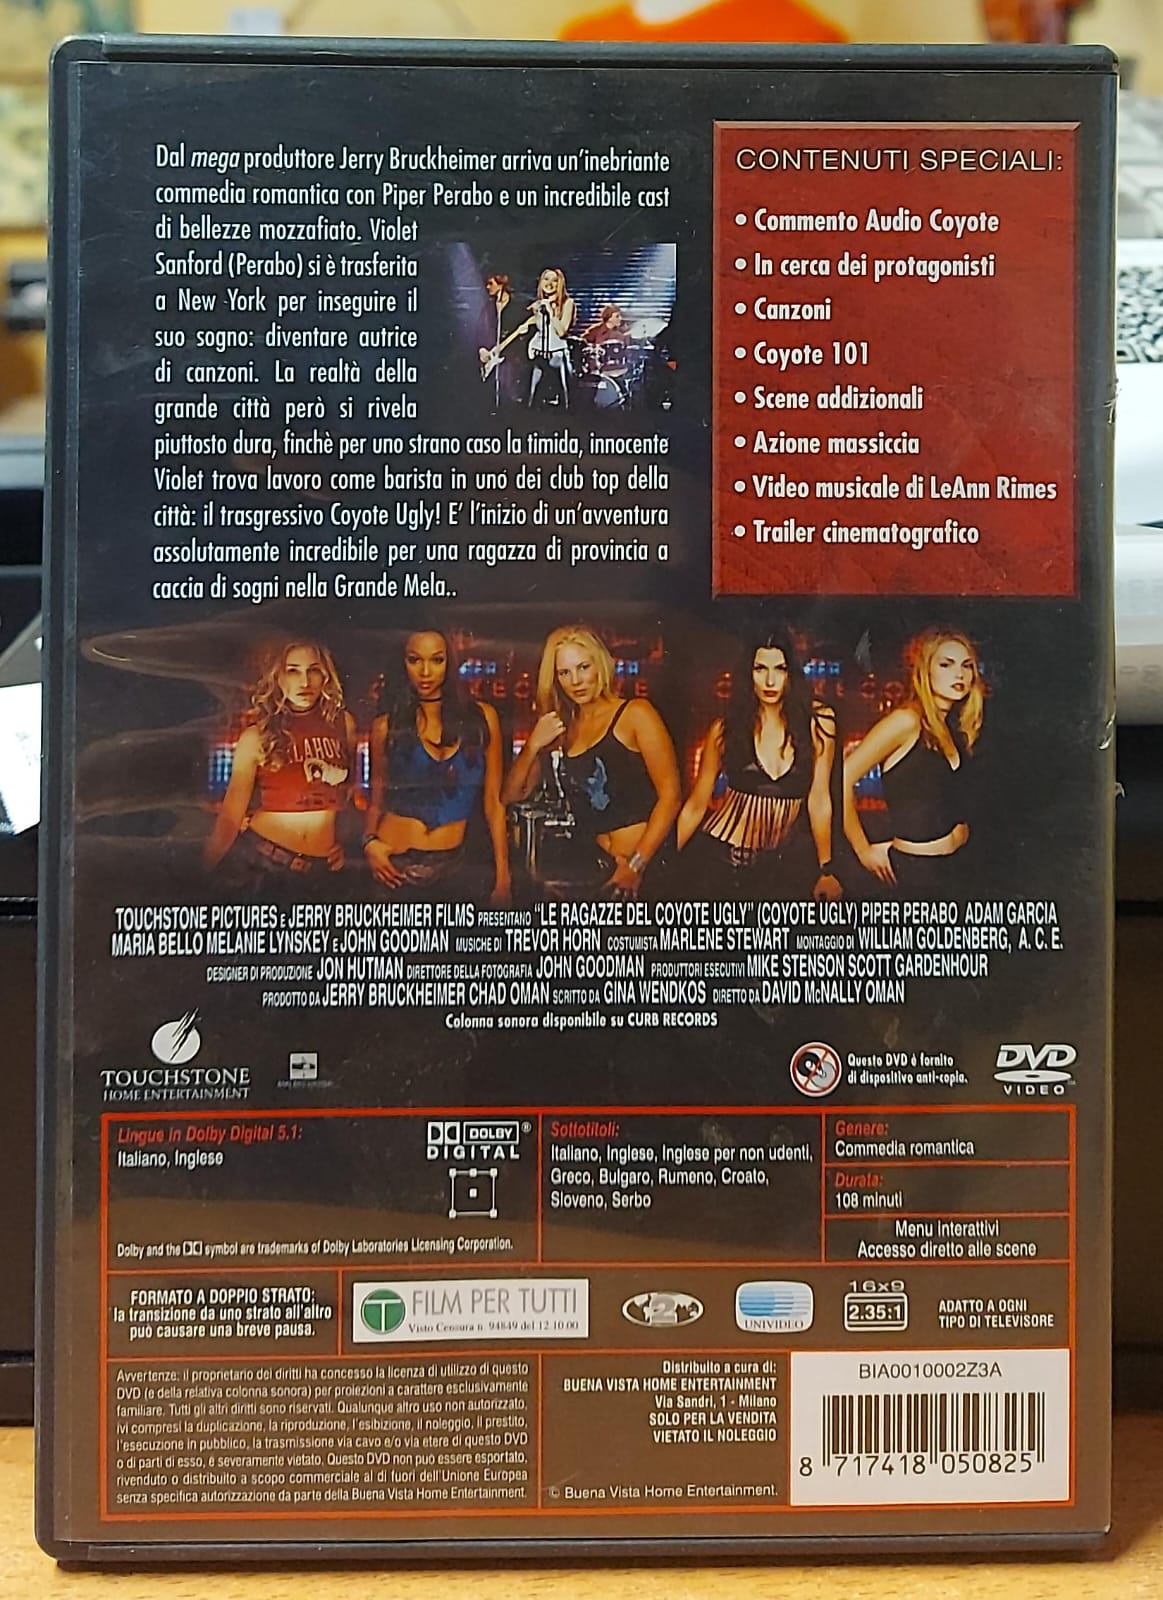 Dal mega produttore Jerry Bruckheimer arriva un'inebriante
commedia romantica con Piper Perabo e un incredibile cast
di bellezze mozzafiato. Violet
Sanford (Perabo) si è trasferita
a New York per inseguire il
suo sogno: diventare autrice
di canzoni. La realtà della
grande città però si rivela
piuttosto dura, finchè per uno strano caso la timida, innocente
Violet trova lavoro come barista in uno dei club top della
città: il trasgressivo Coyote Ugly! E' l'inizio di un'avventura
assolutamente incredibile per una ragazza di provincia a
caccia di sogni nella Grande Mela..
CONTENUTI SPECIALI:
• Commento Audio Coyote
• In cerca dei protagonisti
• Canzoni
• Coyote 101
• Scene addizionali
• Azione massiccia
• Video musicale di LeAnn Rimes
• Trailer cinematografico
LAHOM
TOUCHSTONE PICTURES E JERRY BRUCKHEIMER FILMS PRESENTANO "LE RAGAZZE DEL COYOTE UGLY" (COYOTE UGLY) PIPER PERABO ADAM GARCIA
MARIA BELLO MELANIE LYNSKEY E JOHN GOODMAN MUSICHE DI TREVOR HORN COSTUMISTA MARLENE STEWART MONTAGGIO DI WILLIAM GOLDENBERG, A. C. E.
DESIGNER DI PRODUZIONE JON HUTMAN DIRETTORE DELLA FOTOGRAFIA JOHN GOODMAN PRODUTTORI ESECUTIVI MIKE STENSON SCOTT GARDENHOUR
PRODOTTO DA JERRY BRUCKHEIMER CHAD OMAN SCRITTO DA GINA WENDKOS DIRETTO DA DAVID McNALLY OMAN
Colonna sonora disponibile su CURB RECORDS
TOUCHSTONE
HOME ENTERTAINMENT
Questo DVD è fornito
di dispositivo anti-copia.
DVD
VIDEO
Lingue in Dolby Digital 5.1:
Italiano, Inglese
DOLBY
DIGITAL
Dolby and the DD symbol are trademarks of Dolby Laboratories Licensing Corporation.
Sottotitoli:
Italiano, Inglese, Inglese per non udenti,
Greco, Bulgaro, Rumeno, Croato,
Sloveno, Serbo
Genere:
Commedia romantica
Durata:
108 minuti
Menu Interattivi
Accesso diretto alle scene
FORMATO A DOPPIO STRATO:
la transizione da uno strato all'altro
può causare una breve pausa.
T FILM PER TUTTI
Visto Censura n. 94849 del 12.10.00
2
UNIVIDEO
16x9
2.35:1
ADATTO A OGNI
TIPO DI TELEVISORE
Avvertenze: il proprietario dei diritti ha concesso la licenza di utilizzo di questo
DVD (e della relativa colonna sonora) per proiezioni a carattere esclusivamente
familiare. Tutti gli altri diritti sono riservati. Qualunque altro uso non autorizzato,
ivi compresi la duplicazione, la riproduzione, l'esibizione, il noleggio, il prestito,
l'esecuzione in pubblico, la trasmissione via cavo e/o via etere di questo DVD
o di parti di esso, è severamente vietato. Questo DVD non può essere esportato,
rivenduto o distribuito a scopo commerciale al di fuori dell'Unione Europea
senza specifica autorizzazione da parte della Buena Vista Home Entertainment.
Distribuito a cura di:
BUENA VISTA HOME ENTERTAINMENT
Via Sandri, 1 - Milano
SOLO PER LA VENDITA
VIETATO IL NOLEGGIO
© Buena Vista Home Entertainment.
BIA0010002Z3A
8 717418 050825